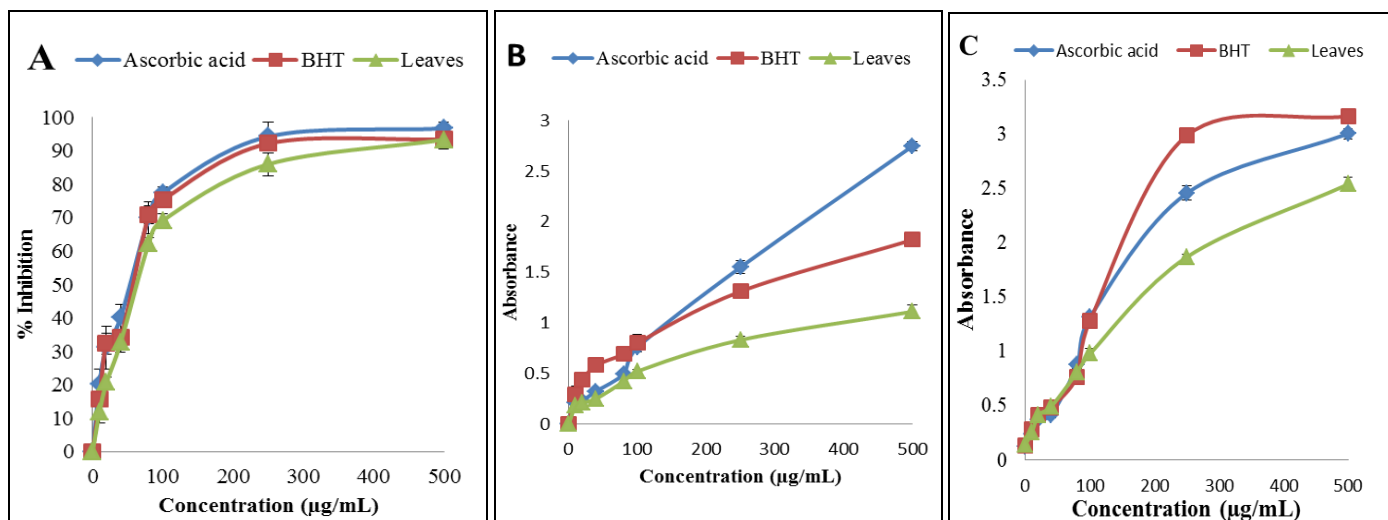 A
Ascorbic acid BHT Leaves
100
90
80
70
60
50
40
30
20
10
0
% Inhibition
0 100 200 300 400 500
Concentration (µg/mL)
B
Ascorbic acid BHT Leaves
3
2.5
2
1.5
1
0.5
0
Absorbance
0 100 200 300 400 500
Concentration (µg/mL)
C
Ascorbic acid BHT Leaves
3.5
3
2.5
2
1.5
1
0.5
0
Absorbance
0 100 200 300 400 500
Concentration (µg/mL)